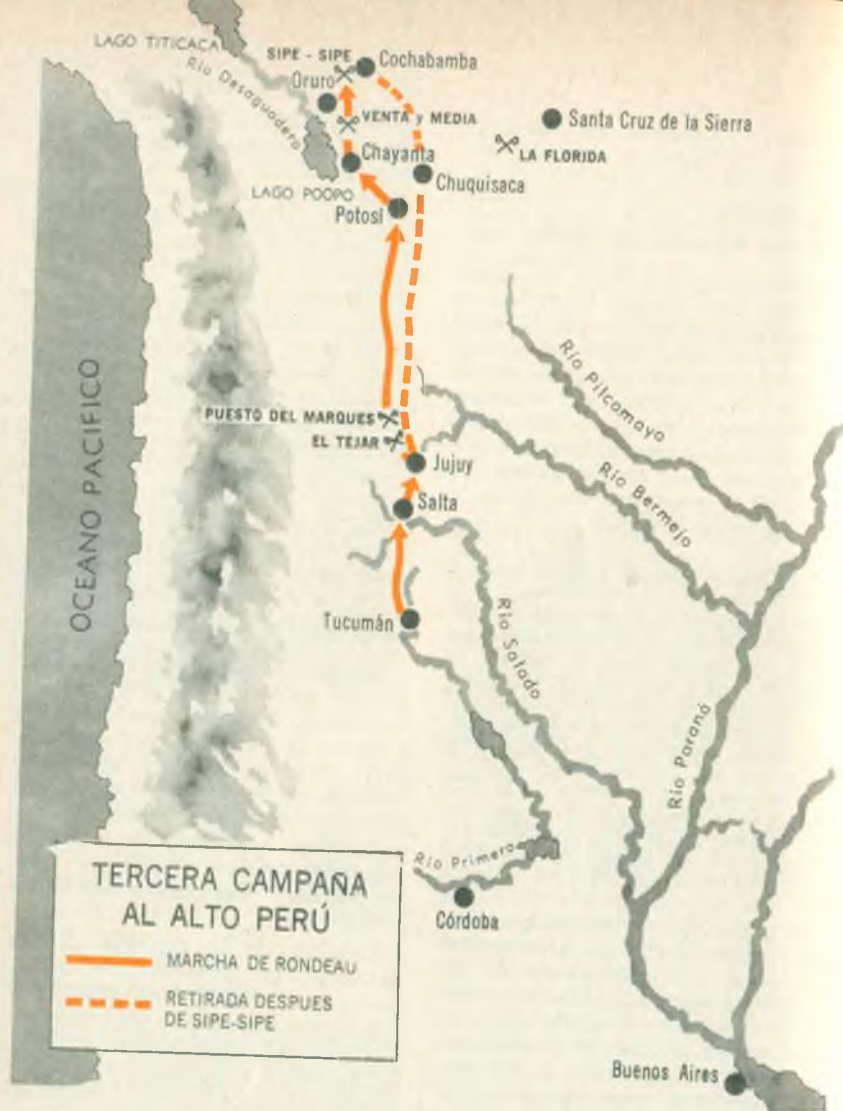 LAGO TITICACA
SIPE - SIPE
Cochabamba
Río Desaguadero
Oruro
VENTA y MEDIA
Santa Cruz de la Sierra
LA FLORIDA
Chayanta
LAGO POOPO
Chuquisaca
Potosí
Río Pilcomayo
OCEANO PACIFICO
PUESTO DEL MARQUES
EL TEJAR
Jujuy
Río Bermejo
Salta
Tucumán
Río Salado
Río Paraná
Río Primero
Córdoba
TERCERA CAMPAÑA
AL ALTO PERÚ
MARCHA DE RONDEAU
RETIRADA DESPUES
DE SIPE-SIPE
Buenos Aires